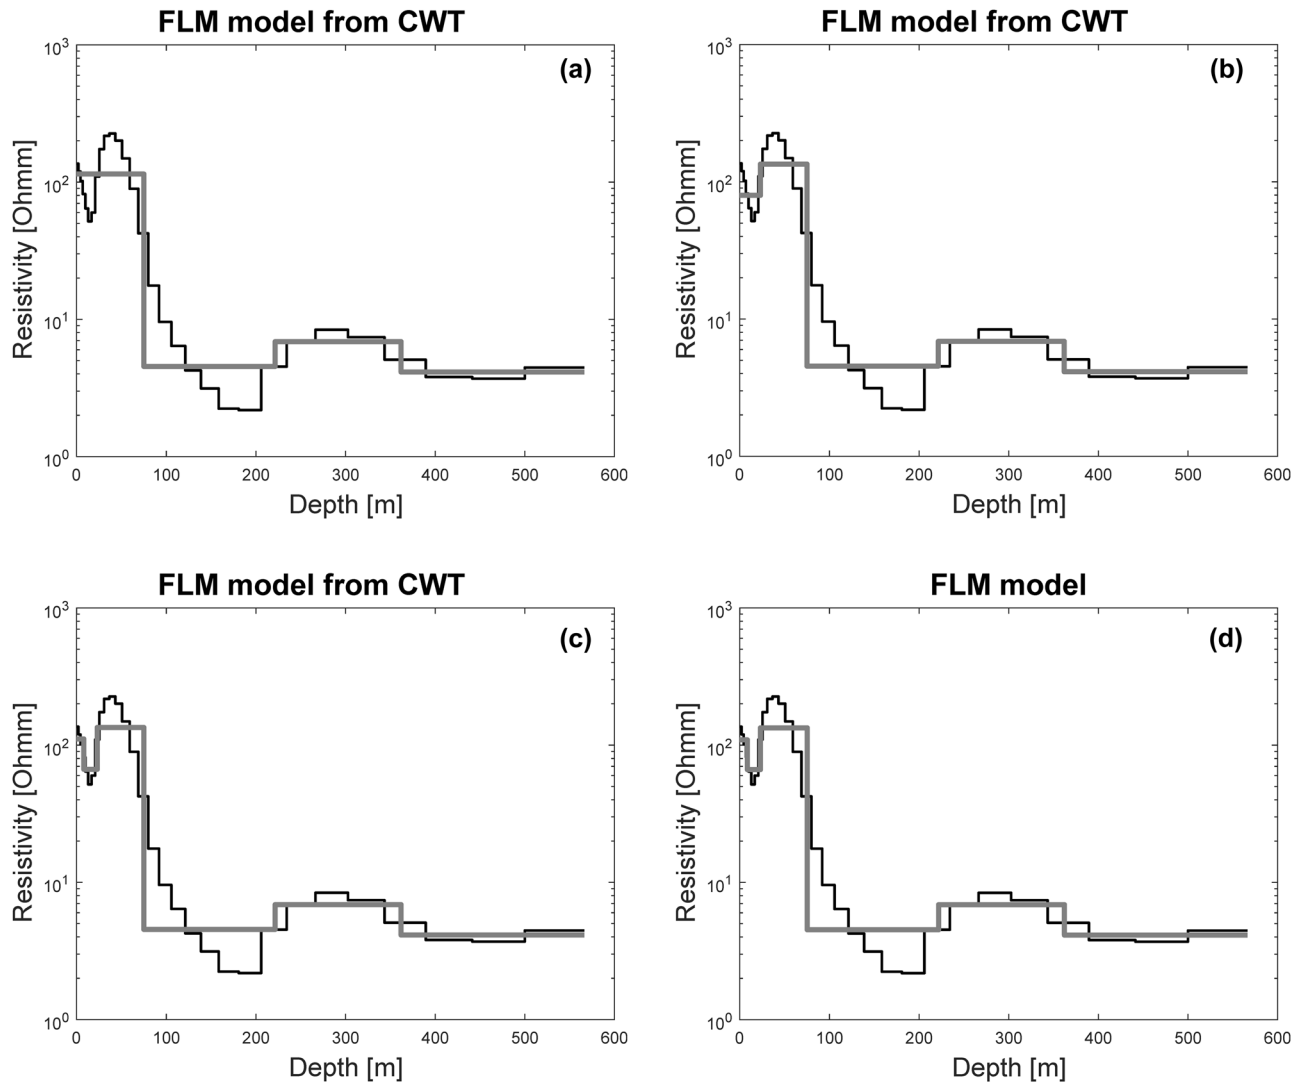 FLM model from CWT
(a)
Resistivity [Ohmm]
10³
10²
10¹
10⁰
0 100 200 300 400 500 600
Depth [m]
FLM model from CWT
(b)
Resistivity [Ohmm]
10³
10²
10¹
10⁰
0 100 200 300 400 500 600
Depth [m]
FLM model from CWT
(c)
Resistivity [Ohmm]
10³
10²
10¹
10⁰
0 100 200 300 400 500 600
Depth [m]
FLM model
(d)
Resistivity [Ohmm]
10³
10²
10¹
10⁰
0 100 200 300 400 500 600
Depth [m]